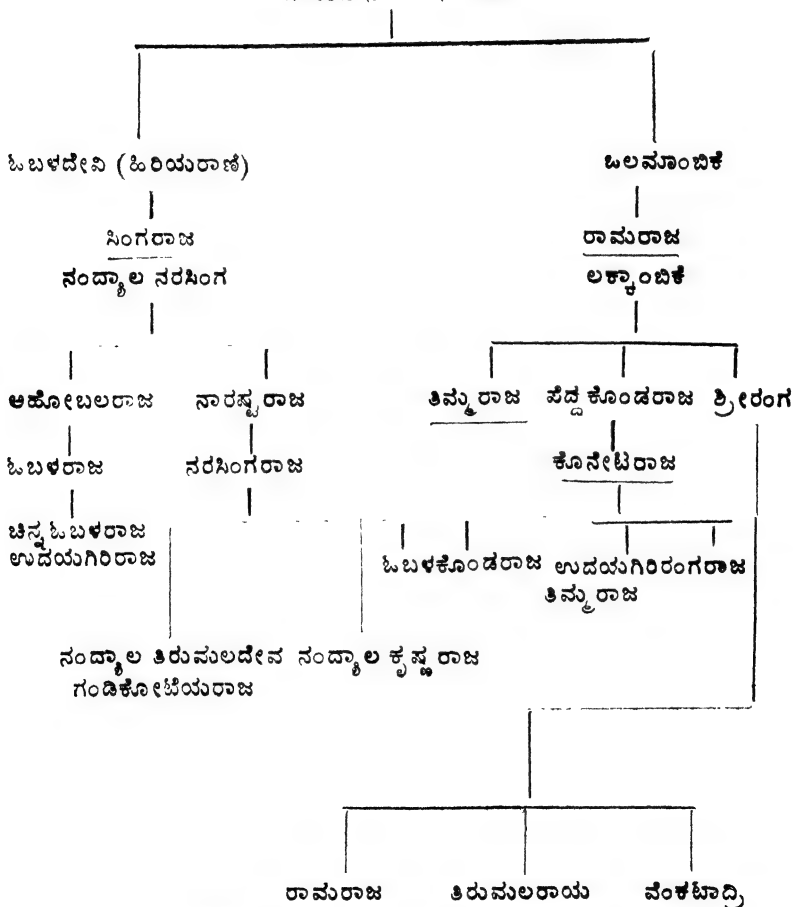 ಓಬಳದೇವಿ (ಹಿರಿಯರಾಣಿ) ಒಲಮಾಂಬಿಕೆ
ಸಿಂಗರಾಜ ರಾಮರಾಜ
ನಂದ್ಯಾಲ ನರಸಿಂಗ ಲಕ್ಕಾಂಬಿಕೆ
ಅಹೋಬಲರಾಜ ನಾರಪ್ಪರಾಜ ತಿಮ್ಮರಾಜ ಪೆದ್ದಕೊಂಡರಾಜ ಶ್ರೀರಂಗ
ಓಬಳರಾಜ ನರಸಿಂಗರಾಜ ಕೊನೇಟರಾಜ
ಚಿನ್ನ ಓಬಳರಾಜ
ಉದಯಗಿರಿರಾಜ ಓಬಳಕೊಂಡರಾಜ ಉದಯಗಿರಿರಂಗರಾಜ
ತಿಮ್ಮರಾಜ
ನಂದ್ಯಾಲ ತಿರುಮಲದೇವ ನಂದ್ಯಾಲ ಕೃಷ್ಣರಾಜ
ಗಂಡಿಕೋಟೆಯರಾಜ
ರಾಮರಾಜ ತಿರುಮಲರಾಯ ವೆಂಕಟಾದ್ರಿ